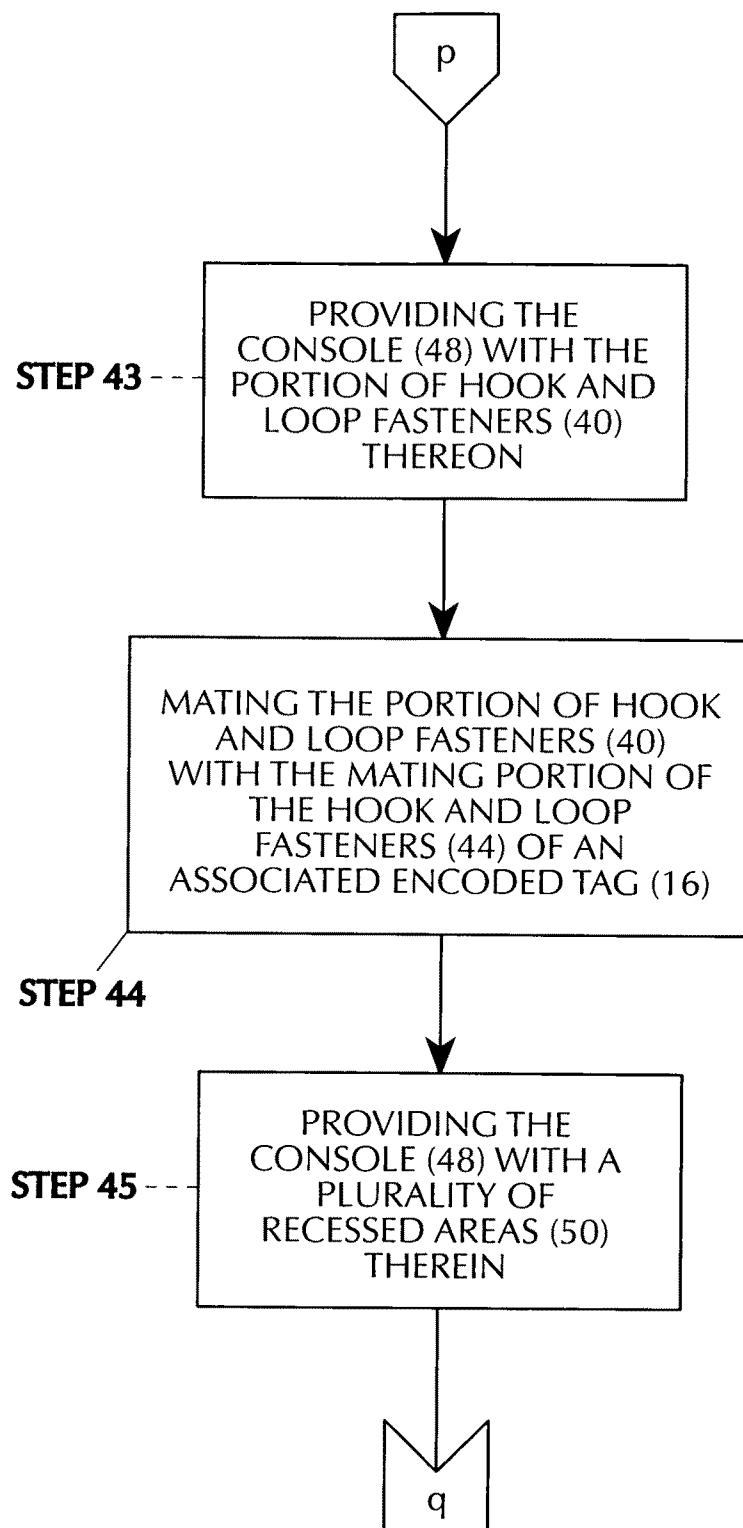 p
PROVIDING THE
CONSOLE (48) WITH THE
PORTION OF HOOK AND
LOOP FASTENERS (40)
THEREON
STEP 43
MATING THE PORTION OF HOOK
AND LOOP FASTENERS (40)
WITH THE MATING PORTION OF
THE HOOK AND LOOP
FASTENERS (44) OF AN
ASSOCIATED ENCODED TAG (16)
STEP 44
PROVIDING THE
CONSOLE (48) WITH A
PLURALITY OF
RECESSED AREAS (50)
THEREIN
STEP 45
q